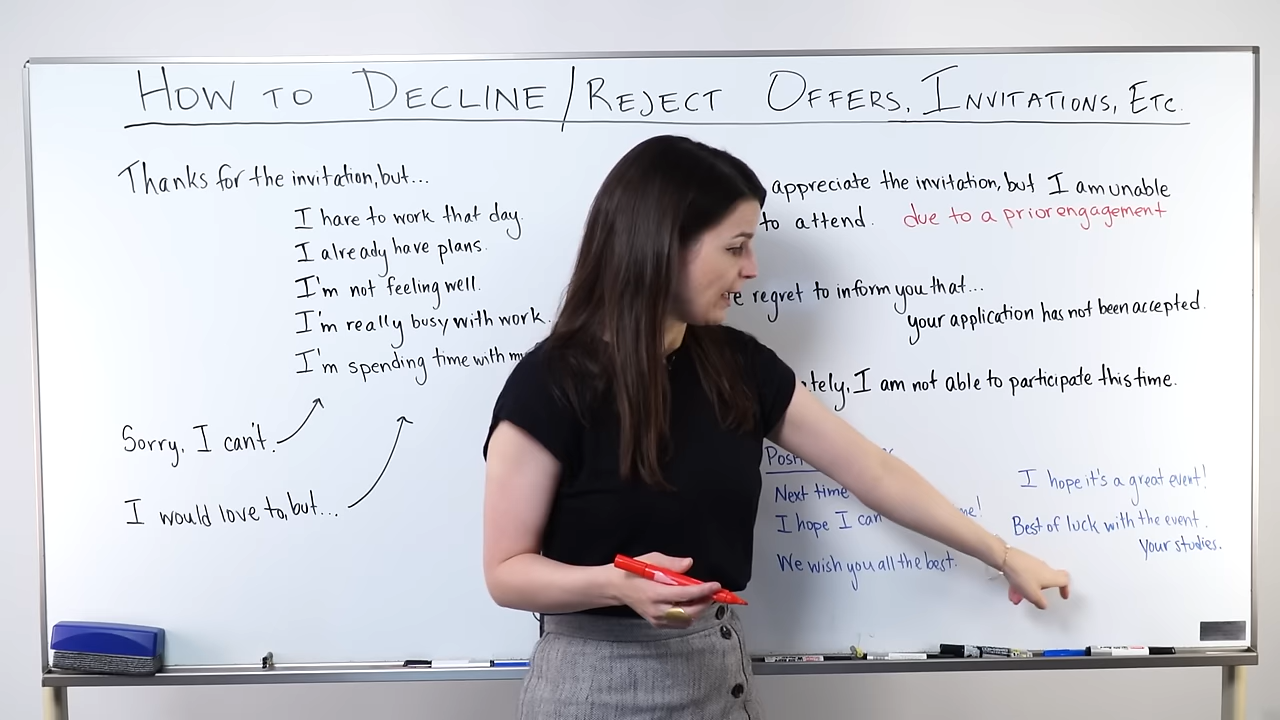 HOW TO DECLINE/REJECT OFFERS, INVITATIONS, ETC.
Thanks for the invitation, but...
I have to work that day.
I already have plans.
I'm not feeling well.
I'm really busy with work.
I'm spending time with
Sorry, I can't.
I would love to, but...
appreciate the invitation, but I am unable
to attend. due to a prior engagement
regret to inform you that...
your application has not been accepted.
I am not able to participate this time.
Next time
I hope I can
We wish you all the best.
I hope it's a great event!
Best of luck with the event.
your studies.